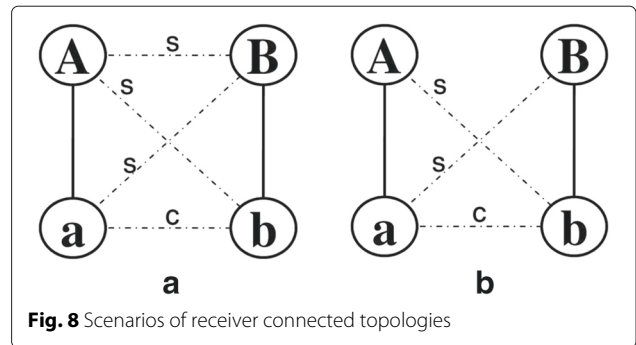 A s B A B
s s
s s
a c b a c b
a b
Fig. 8 Scenarios of receiver connected topologies